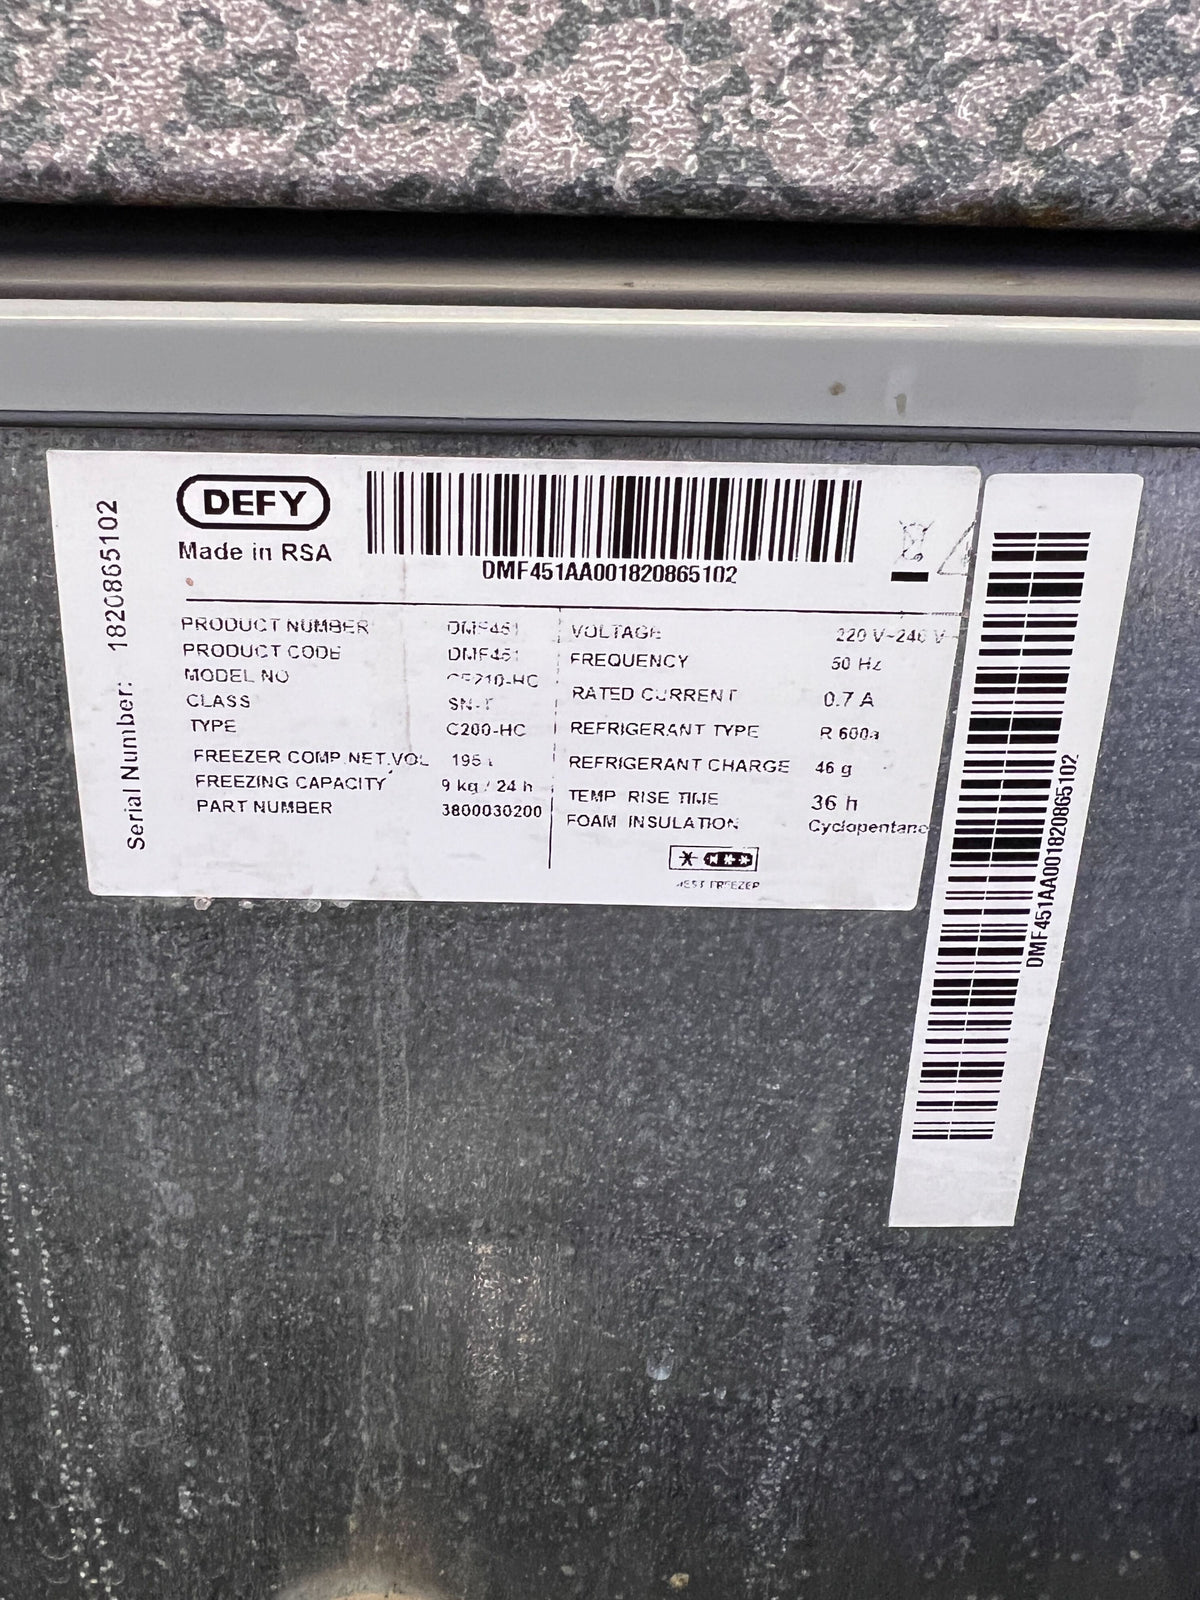 DEFY
Made in RSA
DMF451AA001820865102
Serial Number: 1820865102
PRODUCT NUMBER DMF451
PRODUCT CODE DMF451
MODEL NO
CLASS SN-T
TYPE C200-HC
FREEZER COMP.NET.VOL 195
FREEZING CAPACITY 9 kg / 24 h
PART NUMBER 3800030200
VOLTAGE 220 V~240 V~
FREQUENCY 50 Hz
RATED CURRENT 0.7 A
REFRIGERANT TYPE R 600a
REFRIGERANT CHARGE 46 g
TEMP RISE TIME 36 h
FOAM INSULATION Cyclopentane
FREEZER
DMF451AA001820865102